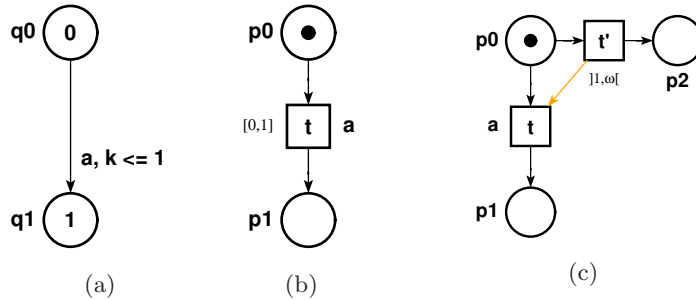 q0
0
a, k <= 1
q1
1
(a)
p0
[0,1]
t
a
p1
(b)
p0
t'
]1,ω[
p2
a
t
p1
(c)